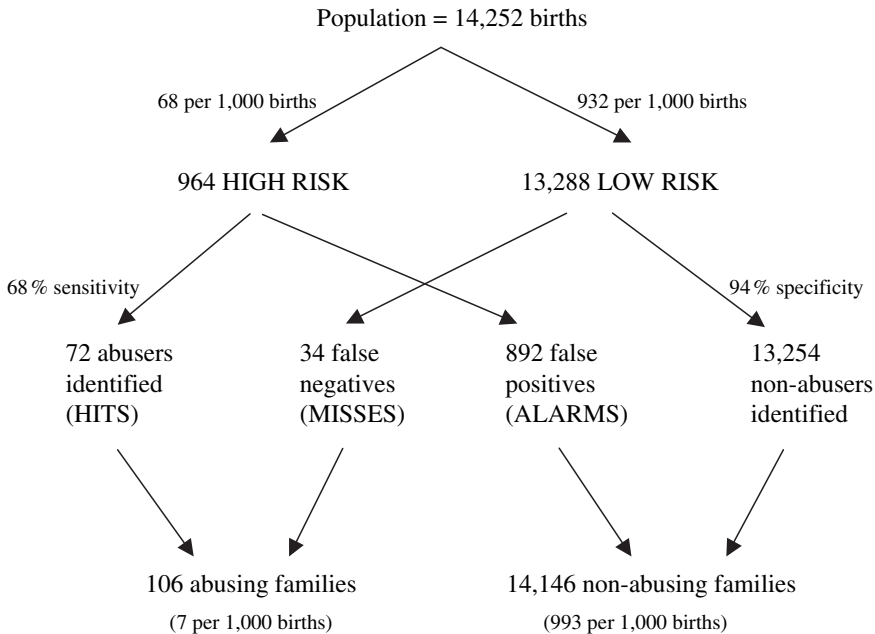 Population = 14,252 births
68 per 1,000 births
932 per 1,000 births
964 HIGH RISK
13,288 LOW RISK
68 % sensitivity
94 % specificity
72 abusers
identified
(HITS)
34 false
negatives
(MISSES)
892 false
positives
(ALARMS)
13,254
non-abusers
identified
106 abusing families
(7 per 1,000 births)
14,146 non-abusing families
(993 per 1,000 births)